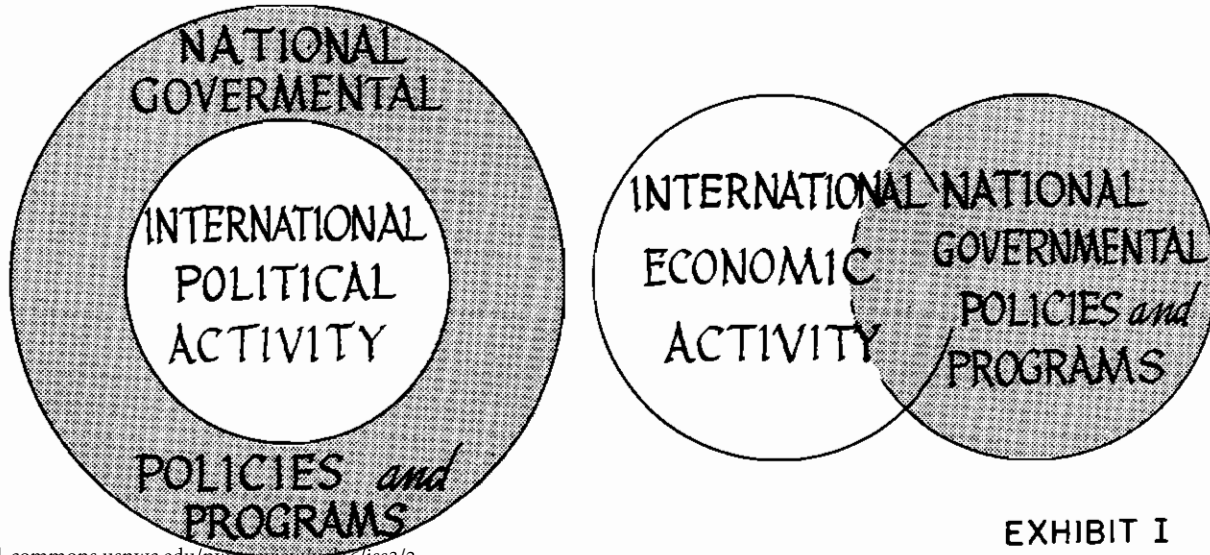 NATIONAL
GOVERMENTAL
INTERNATIONAL
POLITICAL
ACTIVITY
POLICIES and
PROGRAMS
INTERNATIONAL
ECONOMIC
ACTIVITY
NATIONAL
GOVERNMENTAL
POLICIES and
PROGRAMS
EXHIBIT I